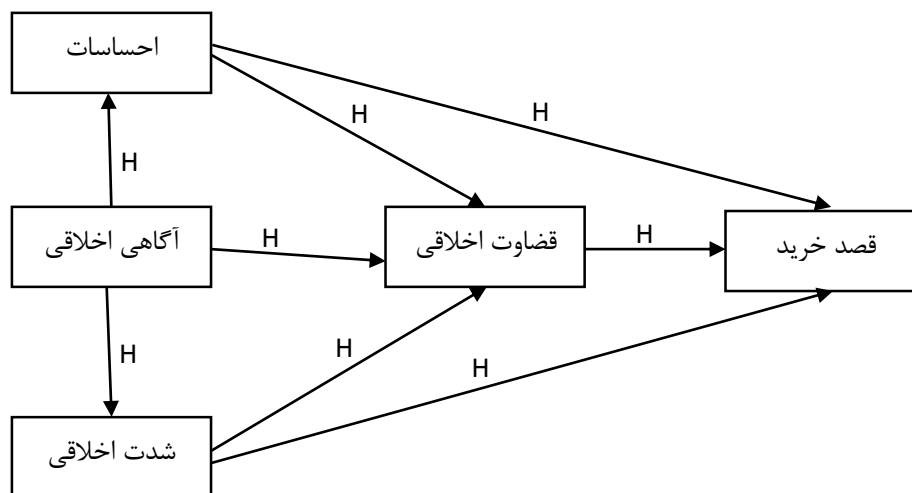 احساسات
H
H
H
آگاهی اخلاقی
H
قضاوت اخلاقی
H
قصد خرید
H
H
H
شدت اخلاقی